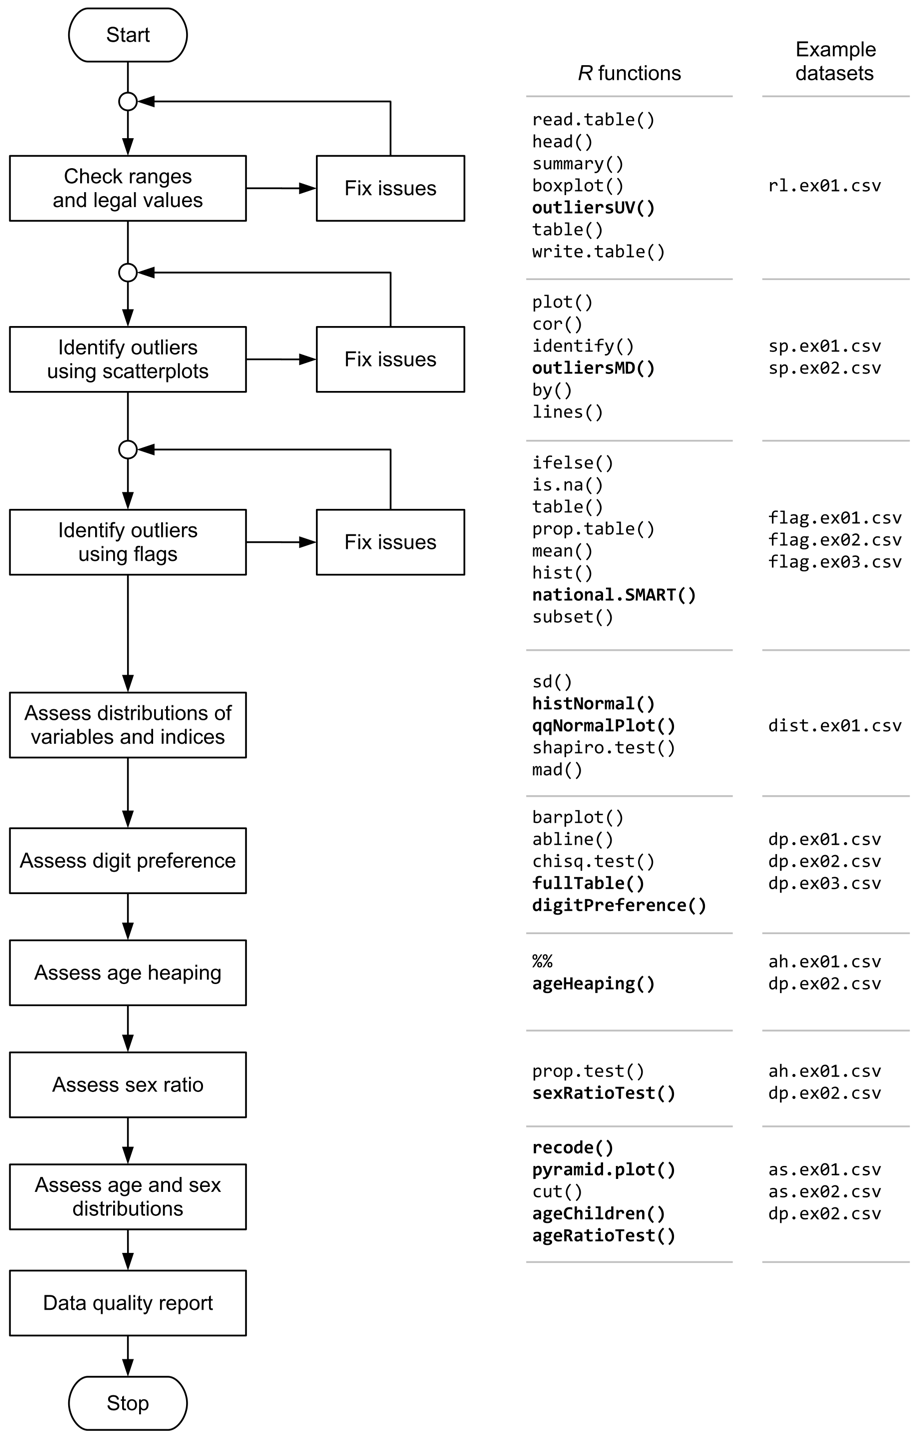 Start
R functions
Example
datasets
Check ranges
and legal values
Fix issues
read.table()
head()
summary()
boxplot()
outliersUV()
table()
write.table()
rl.ex01.csv
Identify outliers
using scatterplots
Fix issues
plot()
cor()
identify()
outliersMD()
by()
lines()
sp.ex01.csv
sp.ex02.csv
Identify outliers
using flags
Fix issues
ifelse()
is.na()
table()
prop.table()
mean()
hist()
national.SMART()
subset()
flag.ex01.csv
flag.ex02.csv
flag.ex03.csv
Assess distributions of
variables and indices
sd()
histNormal()
qqNormalPlot()
shapiro.test()
mad()
dist.ex01.csv
Assess digit preference
barplot()
abline()
chisq.test()
fullTable()
digitPreference()
dp.ex01.csv
dp.ex02.csv
dp.ex03.csv
Assess age heaping
%%
ageHeaping()
ah.ex01.csv
dp.ex02.csv
Assess sex ratio
prop.test()
sexRatioTest()
ah.ex01.csv
dp.ex02.csv
Assess age and sex
distributions
recode()
pyramid.plot()
cut()
ageChildren()
ageRatioTest()
as.ex01.csv
as.ex02.csv
dp.ex02.csv
Data quality report
Stop